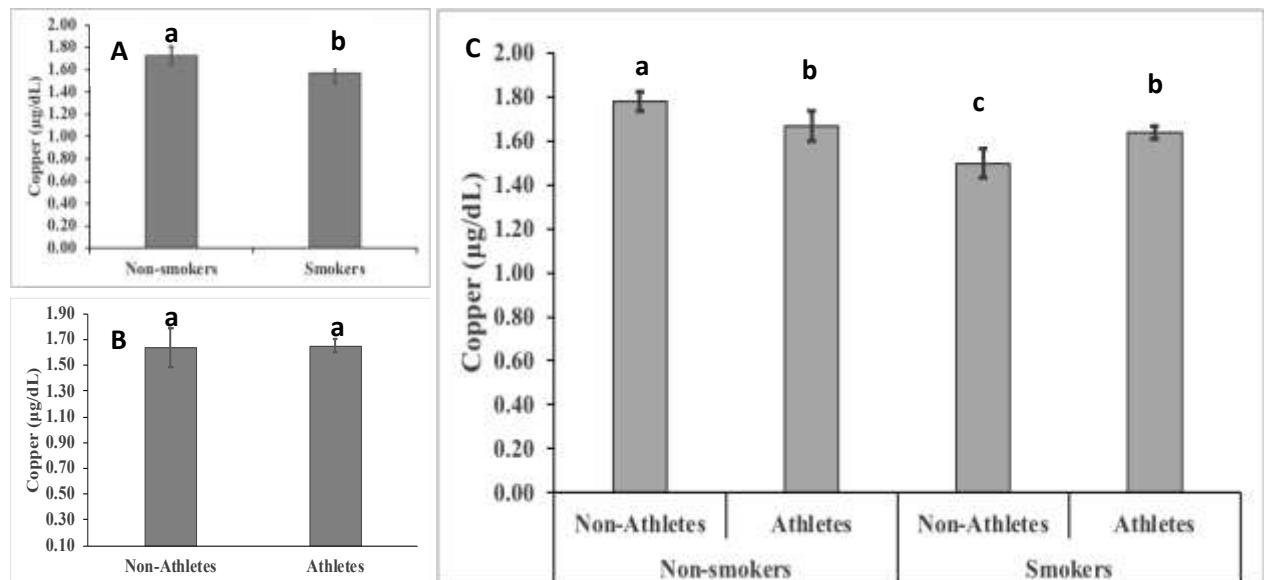 A
Copper (µg/dL)
2.00
1.80
1.60
1.40
1.20
1.00
0.80
0.60
0.40
0.20
0.00
a
b
Non-smokers Smokers
B
Copper (µg/dL)
1.90
1.70
1.50
1.30
1.10
0.90
0.70
0.50
0.30
0.10
a
a
Non-Athletes Athletes
C
Copper (µg/dL)
2.00
1.80
1.60
1.40
1.20
1.00
0.80
0.60
0.40
0.20
0.00
a
b
c
b
Non-Athletes Athletes Non-Athletes Athletes
Non-smokers Smokers